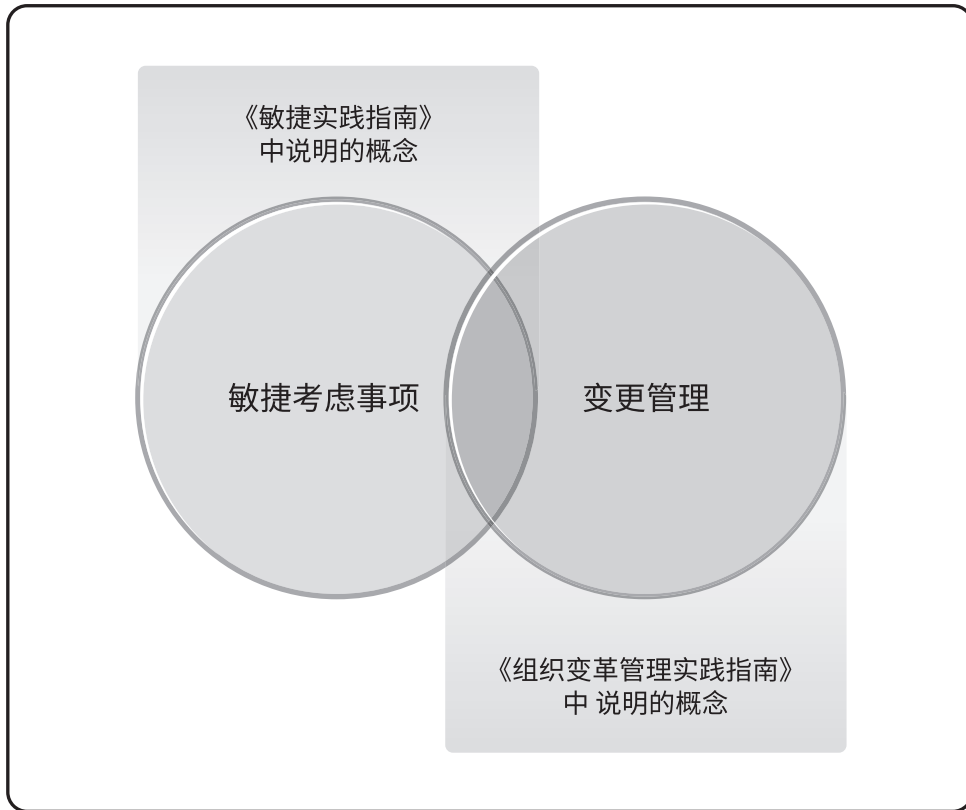 《敏捷实践指南》
中说明的概念
敏捷考虑事项
变更管理
《组织变革管理实践指南》
中 说明的概念